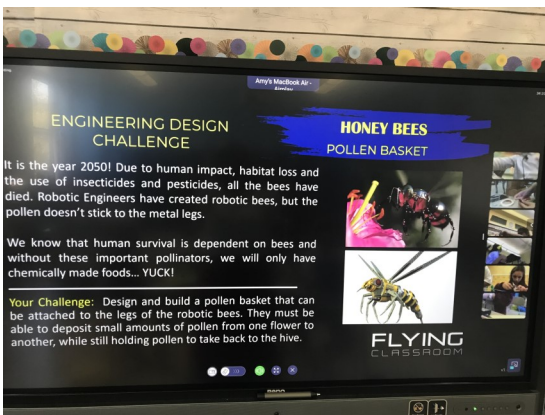 Amy's MacBook Air -
ENGINEERING DESIGN
CHALLENGE
HONEY BEES
POLLEN BASKET
It is the year 2050! Due to human impact, habitat loss and
the use of insecticides and pesticides, all the bees have
died. Robotic Engineers have created robotic bees, but the
pollen doesn't stick to the metal legs.
We know that human survival is dependent on bees and
without these important pollinators, we will only have
chemically made foods... YUCK!
Your Challenge: Design and build a pollen basket that can
be attached to the legs of the robotic bees. They must be
able to deposit small amounts of pollen from one flower to
another, while still holding pollen to take back to the hive.
FLYING
CLASSROOM